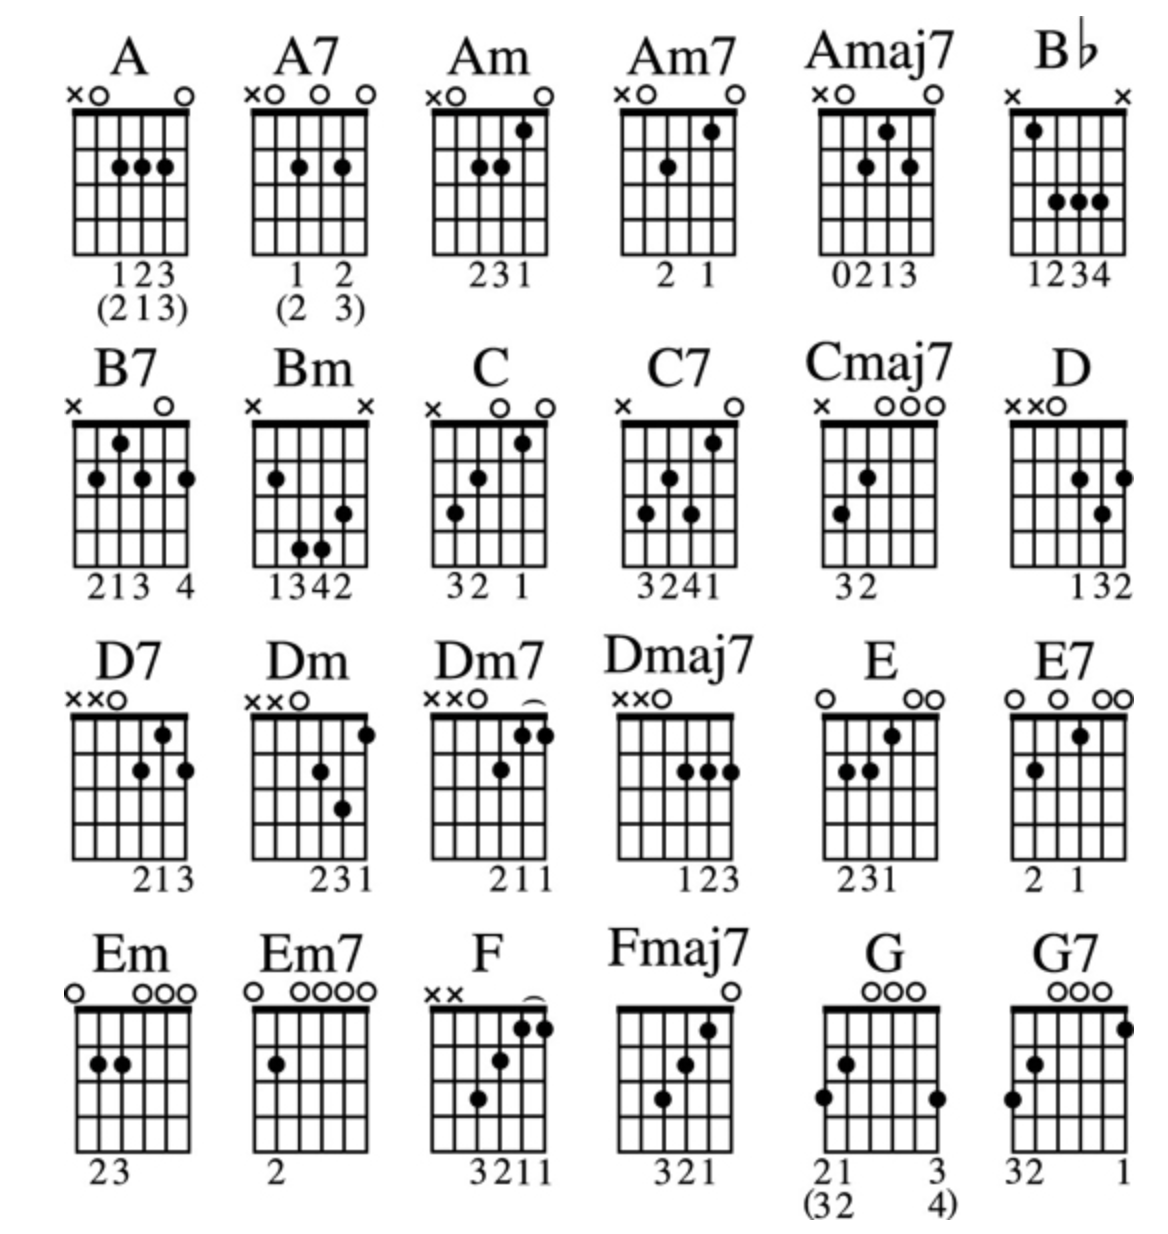 A A7 Am Am7 Amaj7 B♭
×○ ○ ×○ ○ ○ ×○ ○ ×○ ○ ×○ ○ × ×
123 1 2 231 2 1 0213 1234
(213) (2 3)
B7 Bm C C7 Cmaj7 D
× ○ × × × ○ ○ × ○ × ○○○ ××○
213 4 1342 32 1 3241 32 132
D7 Dm Dm7 Dmaj7 E E7
××○ ××○ ××○ ××○ ○ ○○ ○ ○ ○○
213 231 211 123 231 2 1
Em Em7 F Fmaj7 G G7
○ ○○○ ○ ○○○○ ×× ○ ○○○ ○○○
23 2 3211 321 21 3 32 1
(32 4)